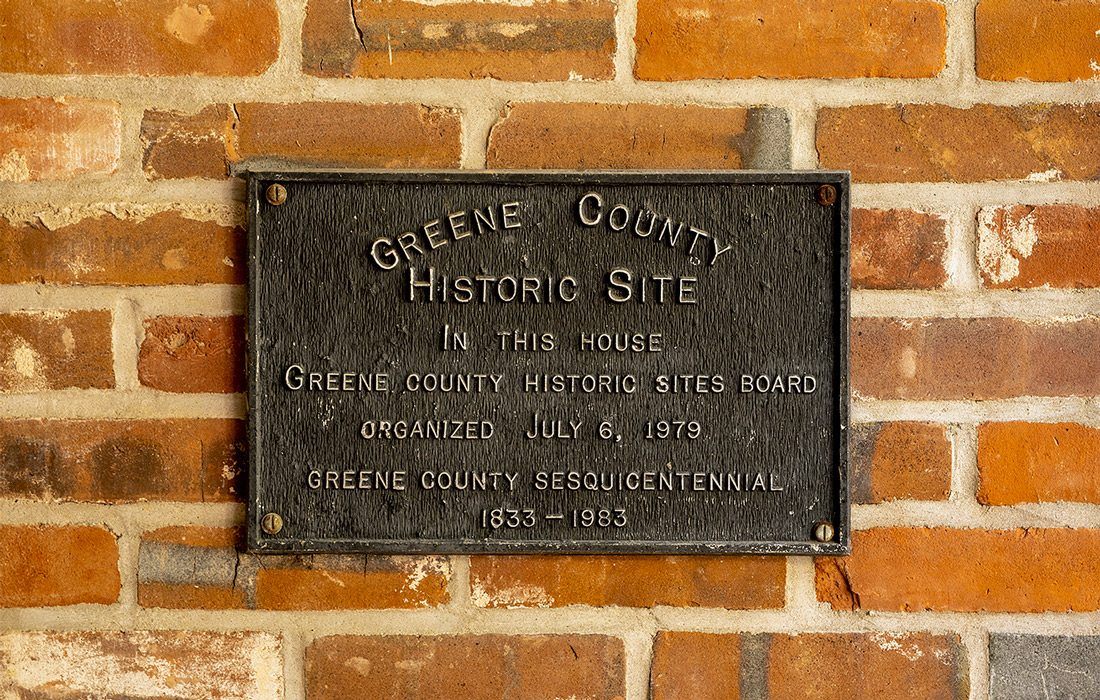 GREENE COUNTY
HISTORIC SITE
IN THIS HOUSE
GREENE COUNTY HISTORIC SITES BOARD
ORGANIZED JULY 6, 1979
GREENE COUNTY SESQUICENTENNIAL
1833 – 1983